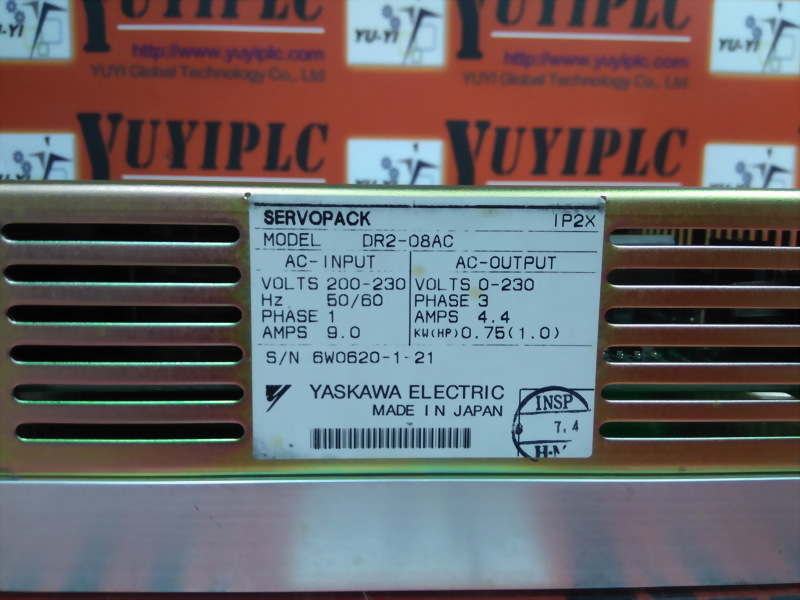 YUYIPLC YUYIPLC
YU-YI YU-YI YU-YI
http://www.yuyiplc.com http://www.yuyiplc.com
YUYI Global Technology Co., Ltd YUYI Global Technology Co., Ltd
YUYIPLC YUYIPLC
SERVOPACK IP2X
MODEL DR2-08AC
AC-INPUT AC-OUTPUT
VOLTS 200-230 VOLTS 0-230
Hz 50/60 PHASE 3
PHASE 1 AMPS 4.4
AMPS 9.0 KW(HP) 0.75(1.0)
S/N 6W0620-1-21
YASKAWA ELECTRIC
MADE IN JAPAN
INSP
7.4